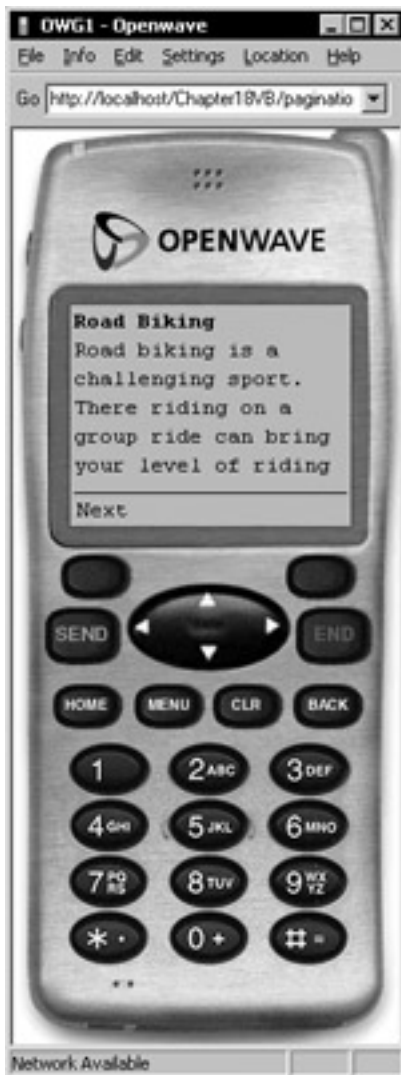 OWG1 - Openwave
File Info Edit Settings Location Help
Go http://localhost/Chapter18VB/paginatio
OPENWAVE
Road Biking
Road biking is a
challenging sport.
There riding on a
group ride can bring
your level of riding
Next
SEND END
HOME MENU CLR BACK
1 2ABC 3DEF
4GHI 5JKL 6MNO
7PQRS 8TUV 9WXYZ
* 0+ #
Network Available